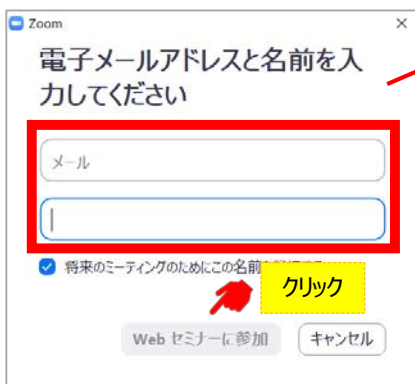 Zoom
電子メールアドレスと名前を入
力してください
メール
将来のミーティングのためにこの名前
クリック
Web セミナーに参加
キャンセル